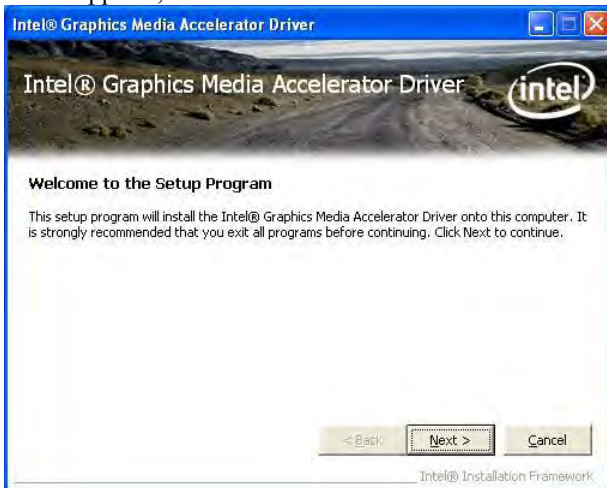 Intel® Graphics Media Accelerator Driver
Intel® Graphics Media Accelerator Driver
intel
Welcome to the Setup Program
This setup program will install the Intel® Graphics Media Accelerator Driver onto this computer. It
is strongly recommended that you exit all programs before continuing. Click Next to continue.
< Back Next > Cancel
Intel® Installation Framework